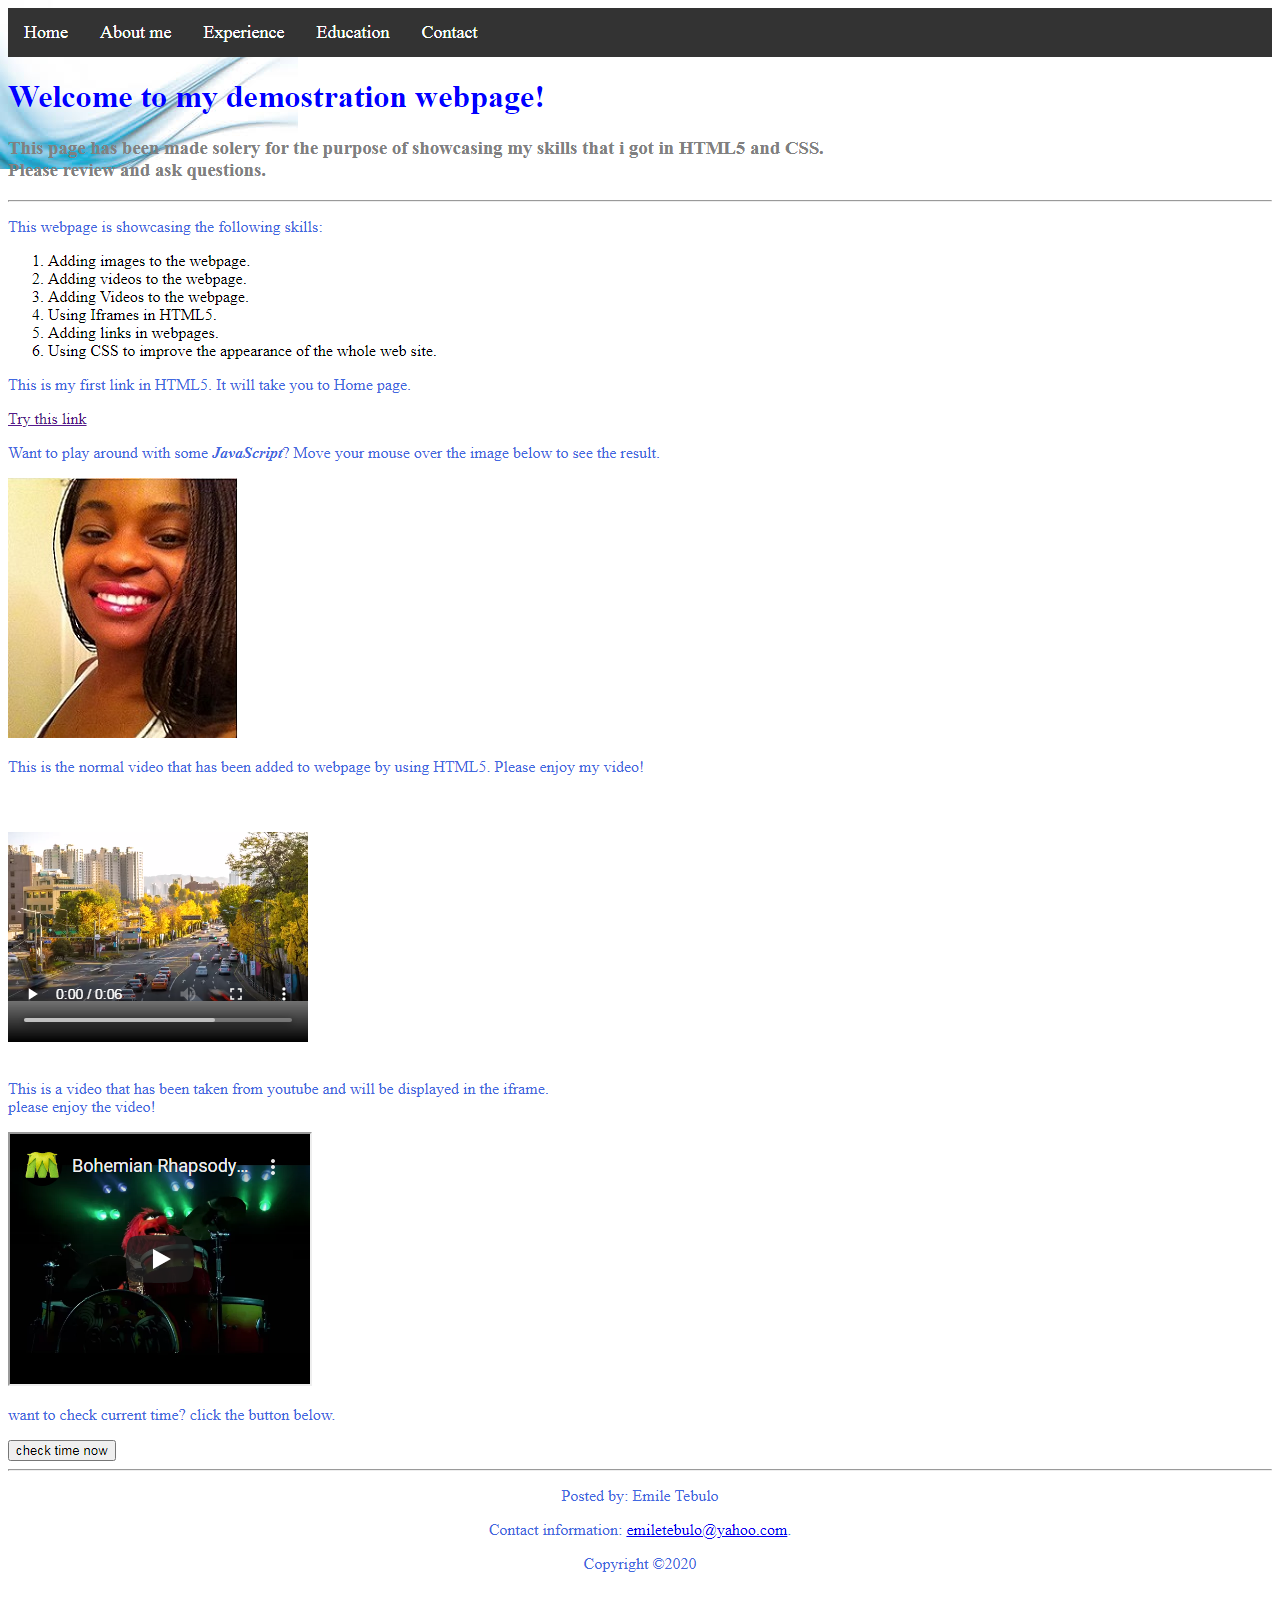 Home About me Experience Education Contact
Welcome to my demostration webpage!
This page has been made solery for the purpose of showcasing my skills that i got in HTML5 and CSS.
Please review and ask questions.
This webpage is showcasing the following skills:
1. Adding images to the webpage.
2. Adding videos to the webpage.
3. Adding Videos to the webpage.
4. Using Iframes in HTML5.
5. Adding links in webpages.
6. Using CSS to improve the appearance of the whole web site.
This is my first link in HTML5. It will take you to Home page.
Try this link
Want to play around with some JavaScript? Move your mouse over the image below to see the result.
This is the normal video that has been added to webpage by using HTML5. Please enjoy my video!
0:00 / 0:06
This is a video that has been taken from youtube and will be displayed in the iframe.
please enjoy the video!
Bohemian Rhapsody...
want to check current time? click the button below.
check time now
Posted by: Emile Tebulo
Contact information: emiletebulo@yahoo.com.
Copyright ©2020